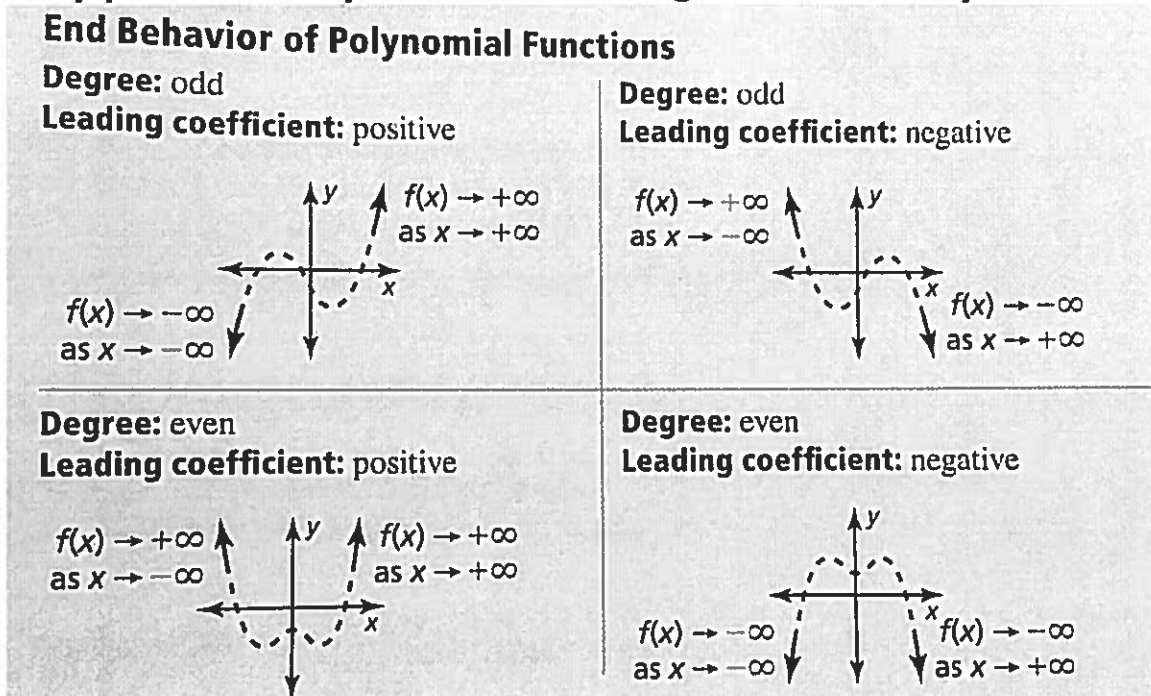 End Behavior of Polynomial Functions
Degree: odd
Leading coefficient: positive
y
f(x) → +∞
as x → +∞
x
f(x) → −∞
as x → −∞
Degree: odd
Leading coefficient: negative
f(x) → +∞
as x → −∞
y
x
f(x) → −∞
as x → +∞
Degree: even
Leading coefficient: positive
f(x) → +∞
as x → −∞
y
f(x) → +∞
as x → +∞
x
Degree: even
Leading coefficient: negative
y
x
f(x) → −∞
as x → −∞
f(x) → −∞
as x → +∞